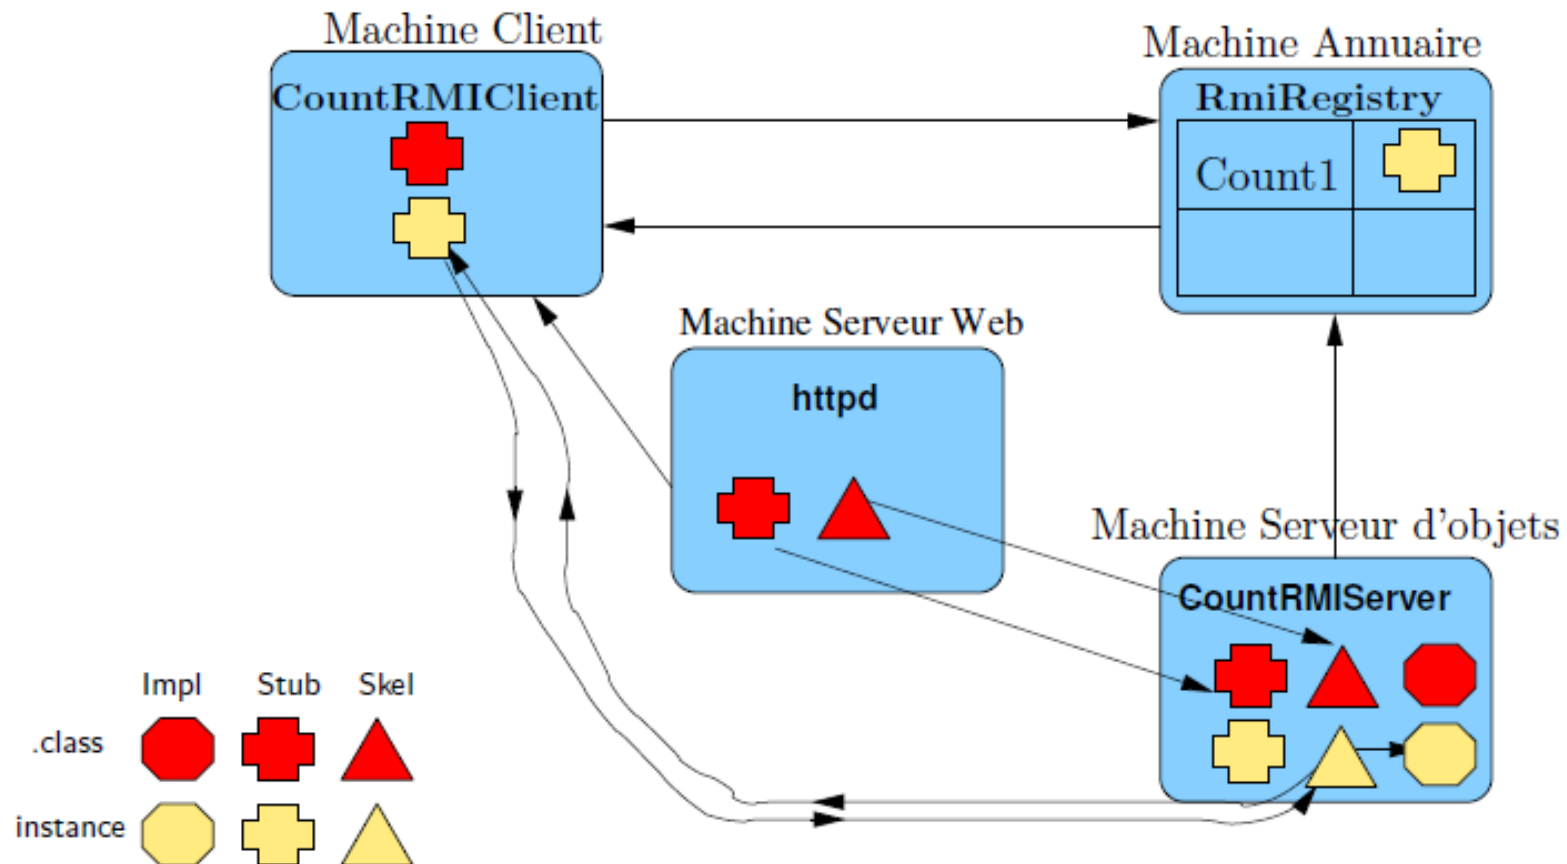 Machine Client
Machine Annuaire
CountRMIClient
RmiRegistry
Count1
Machine Serveur Web
httpd
Machine Serveur d'objets
CountRMIServer
Impl Stub Skel
.class
instance